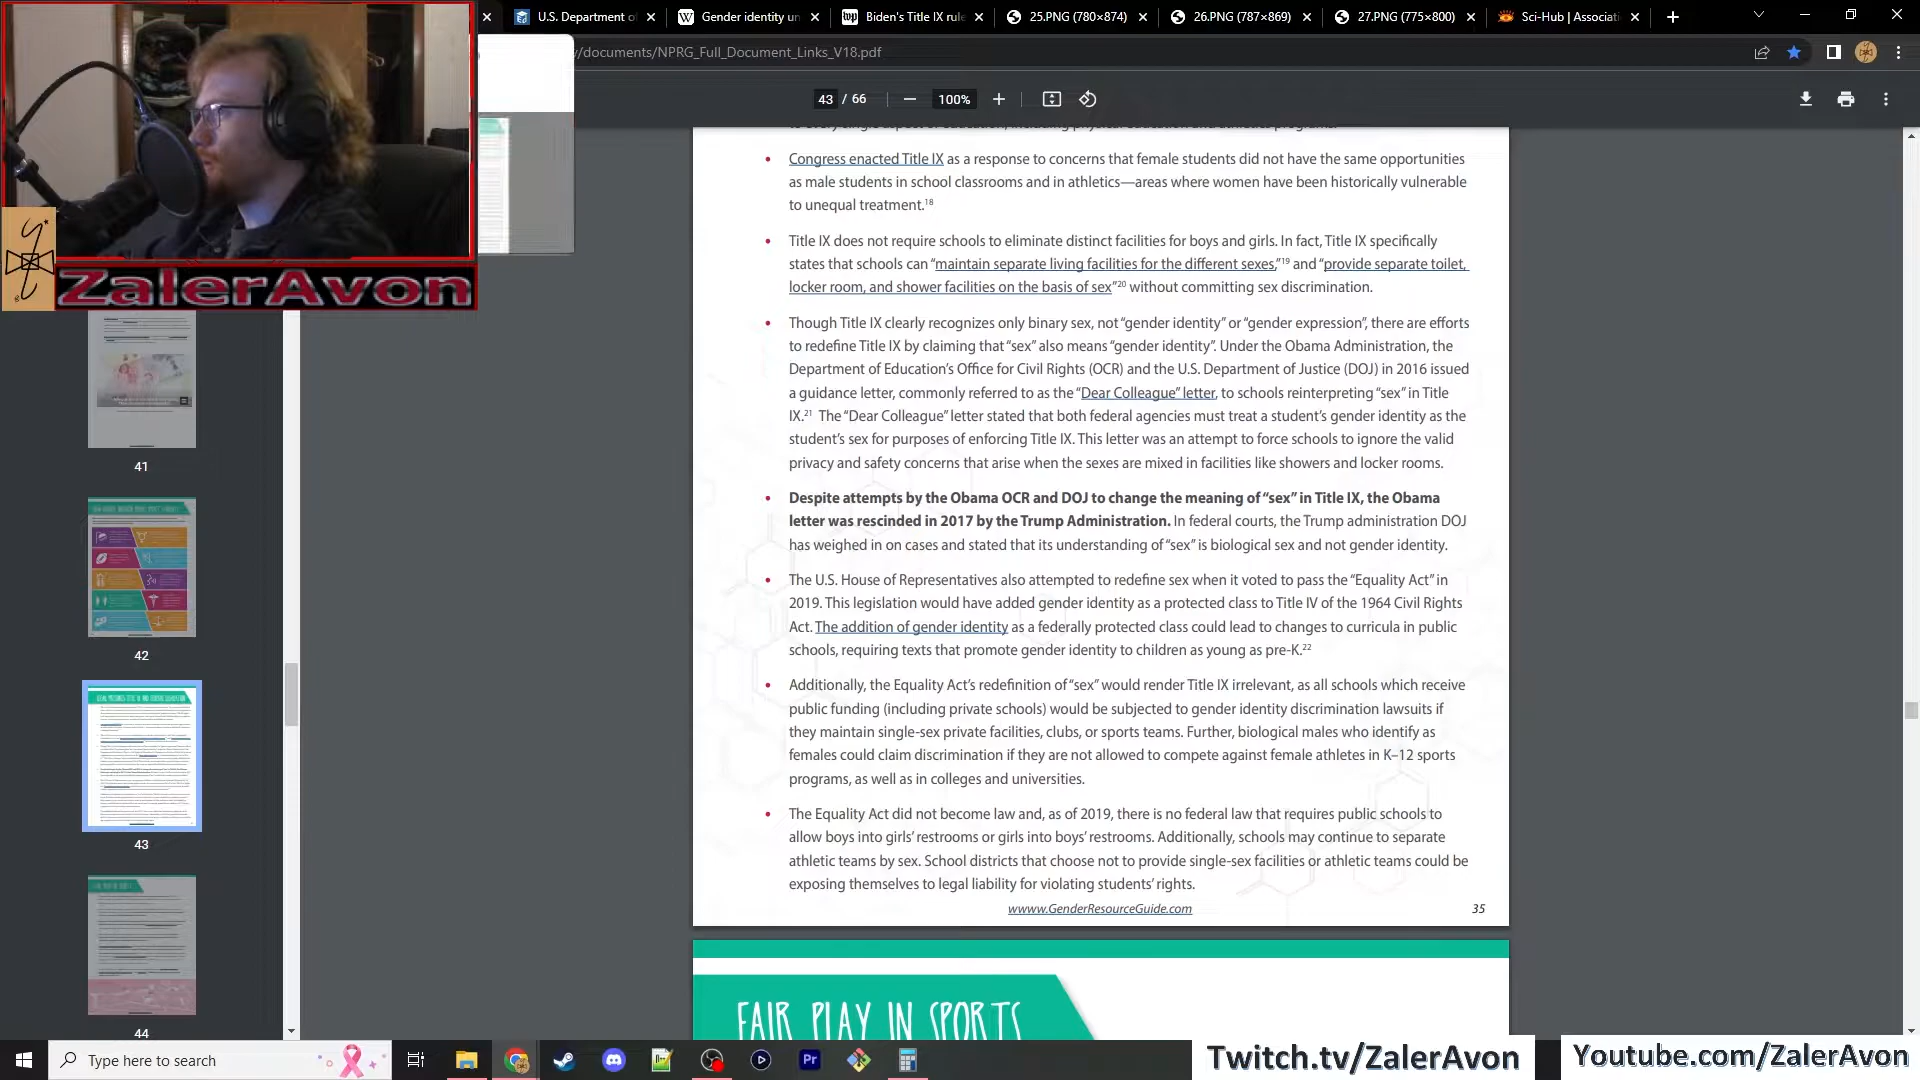 U.S. Department of
Gender identity un
Biden's Title IX rule
25.PNG (780×874)
26.PNG (787×869)
27.PNG (775×800)
Sci-Hub | Associati
/documents/NPRG_Full_Document_Links_V18.pdf
43 / 66
100%
Congress enacted Title IX as a response to concerns that female students did not have the same opportunities
as male students in school classrooms and in athletics—areas where women have been historically vulnerable
to unequal treatment.18
Title IX does not require schools to eliminate distinct facilities for boys and girls. In fact, Title IX specifically
states that schools can “maintain separate living facilities for the different sexes,”19 and “provide separate toilet,
locker room, and shower facilities on the basis of sex”20 without committing sex discrimination.
Though Title IX clearly recognizes only binary sex, not “gender identity” or “gender expression”, there are efforts
to redefine Title IX by claiming that “sex” also means “gender identity”. Under the Obama Administration, the
Department of Education's Office for Civil Rights (OCR) and the U.S. Department of Justice (DOJ) in 2016 issued
a guidance letter, commonly referred to as the “Dear Colleague” letter, to schools reinterpreting “sex” in Title
IX.21 The “Dear Colleague” letter stated that both federal agencies must treat a student's gender identity as the
student's sex for purposes of enforcing Title IX. This letter was an attempt to force schools to ignore the valid
privacy and safety concerns that arise when the sexes are mixed in facilities like showers and locker rooms.
Despite attempts by the Obama OCR and DOJ to change the meaning of “sex” in Title IX, the Obama
letter was rescinded in 2017 by the Trump Administration. In federal courts, the Trump administration DOJ
has weighed in on cases and stated that its understanding of “sex” is biological sex and not gender identity.
The U.S. House of Representatives also attempted to redefine sex when it voted to pass the “Equality Act” in
2019. This legislation would have added gender identity as a protected class to Title IV of the 1964 Civil Rights
Act. The addition of gender identity as a federally protected class could lead to changes to curricula in public
schools, requiring texts that promote gender identity to children as young as pre-K.22
Additionally, the Equality Act's redefinition of “sex” would render Title IX irrelevant, as all schools which receive
public funding (including private schools) would be subjected to gender identity discrimination lawsuits if
they maintain single-sex private facilities, clubs, or sports teams. Further, biological males who identify as
females could claim discrimination if they are not allowed to compete against female athletes in K–12 sports
programs, as well as in colleges and universities.
The Equality Act did not become law and, as of 2019, there is no federal law that requires public schools to
allow boys into girls' restrooms or girls into boys' restrooms. Additionally, schools may continue to separate
athletic teams by sex. School districts that choose not to provide single-sex facilities or athletic teams could be
exposing themselves to legal liability for violating students' rights.
wwww.GenderResourceGuide.com
35
FAIR PLAY IN SPORTS
ZalerAvon
41
42
43
44
Type here to search
Twitch.tv/ZalerAvon
Youtube.com/ZalerAvon